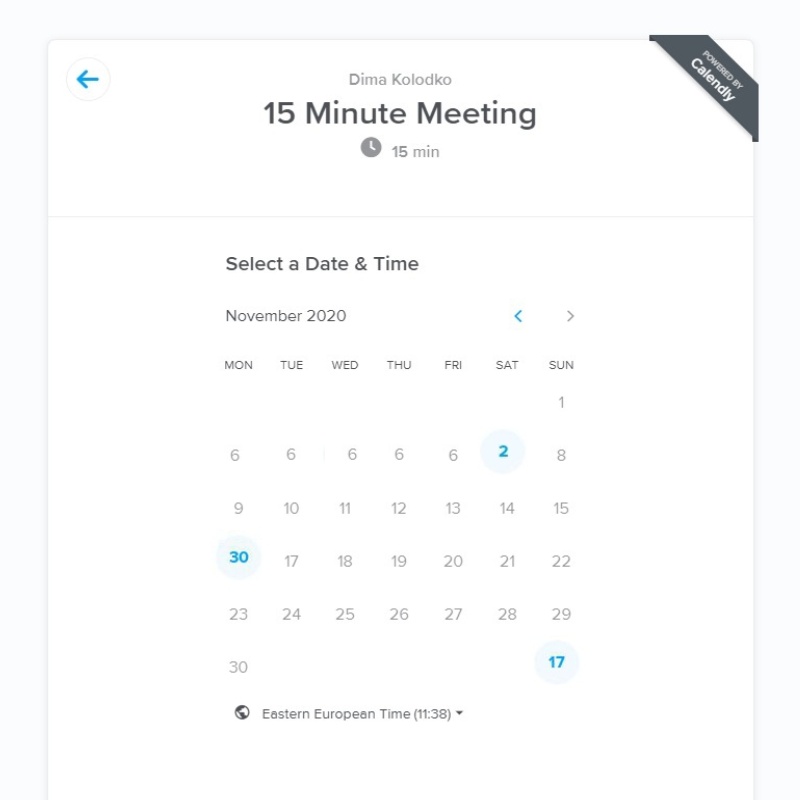 POWERED BY
Calendly
Dima Kolodko
15 Minute Meeting
15 min
Select a Date & Time
November 2020
MON TUE WED THU FRI SAT SUN
1
6 6 6 6 6 2 8
9 10 11 12 13 14 15
30 17 18 19 20 21 22
23 24 25 26 27 28 29
30 17
Eastern European Time (11:38)